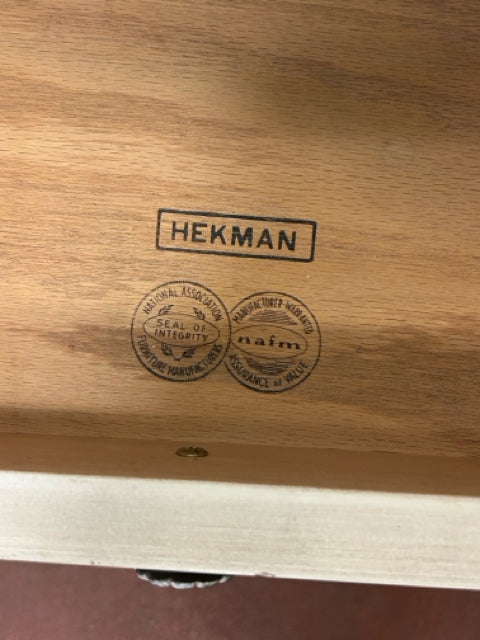 HEKMAN
NATIONAL ASSOCIATION
SEAL OF
INTEGRITY
FURNITURE MANUFACTURERS
MANUFACTURER WARRANTED
nafm
ASSURANCE OF VALUE